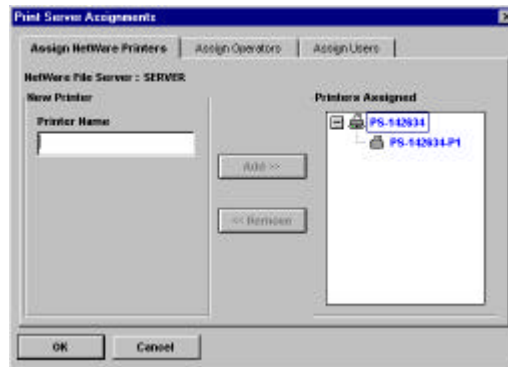 Print Server Assignments
Assign NetWare Printers
Assign Operators
Assign Users
NetWare File Server : SERVER
New Printer
Printer Name
Add >>
<< Remove
Printers Assigned
PS-142634
PS-142634-P1
OK
Cancel